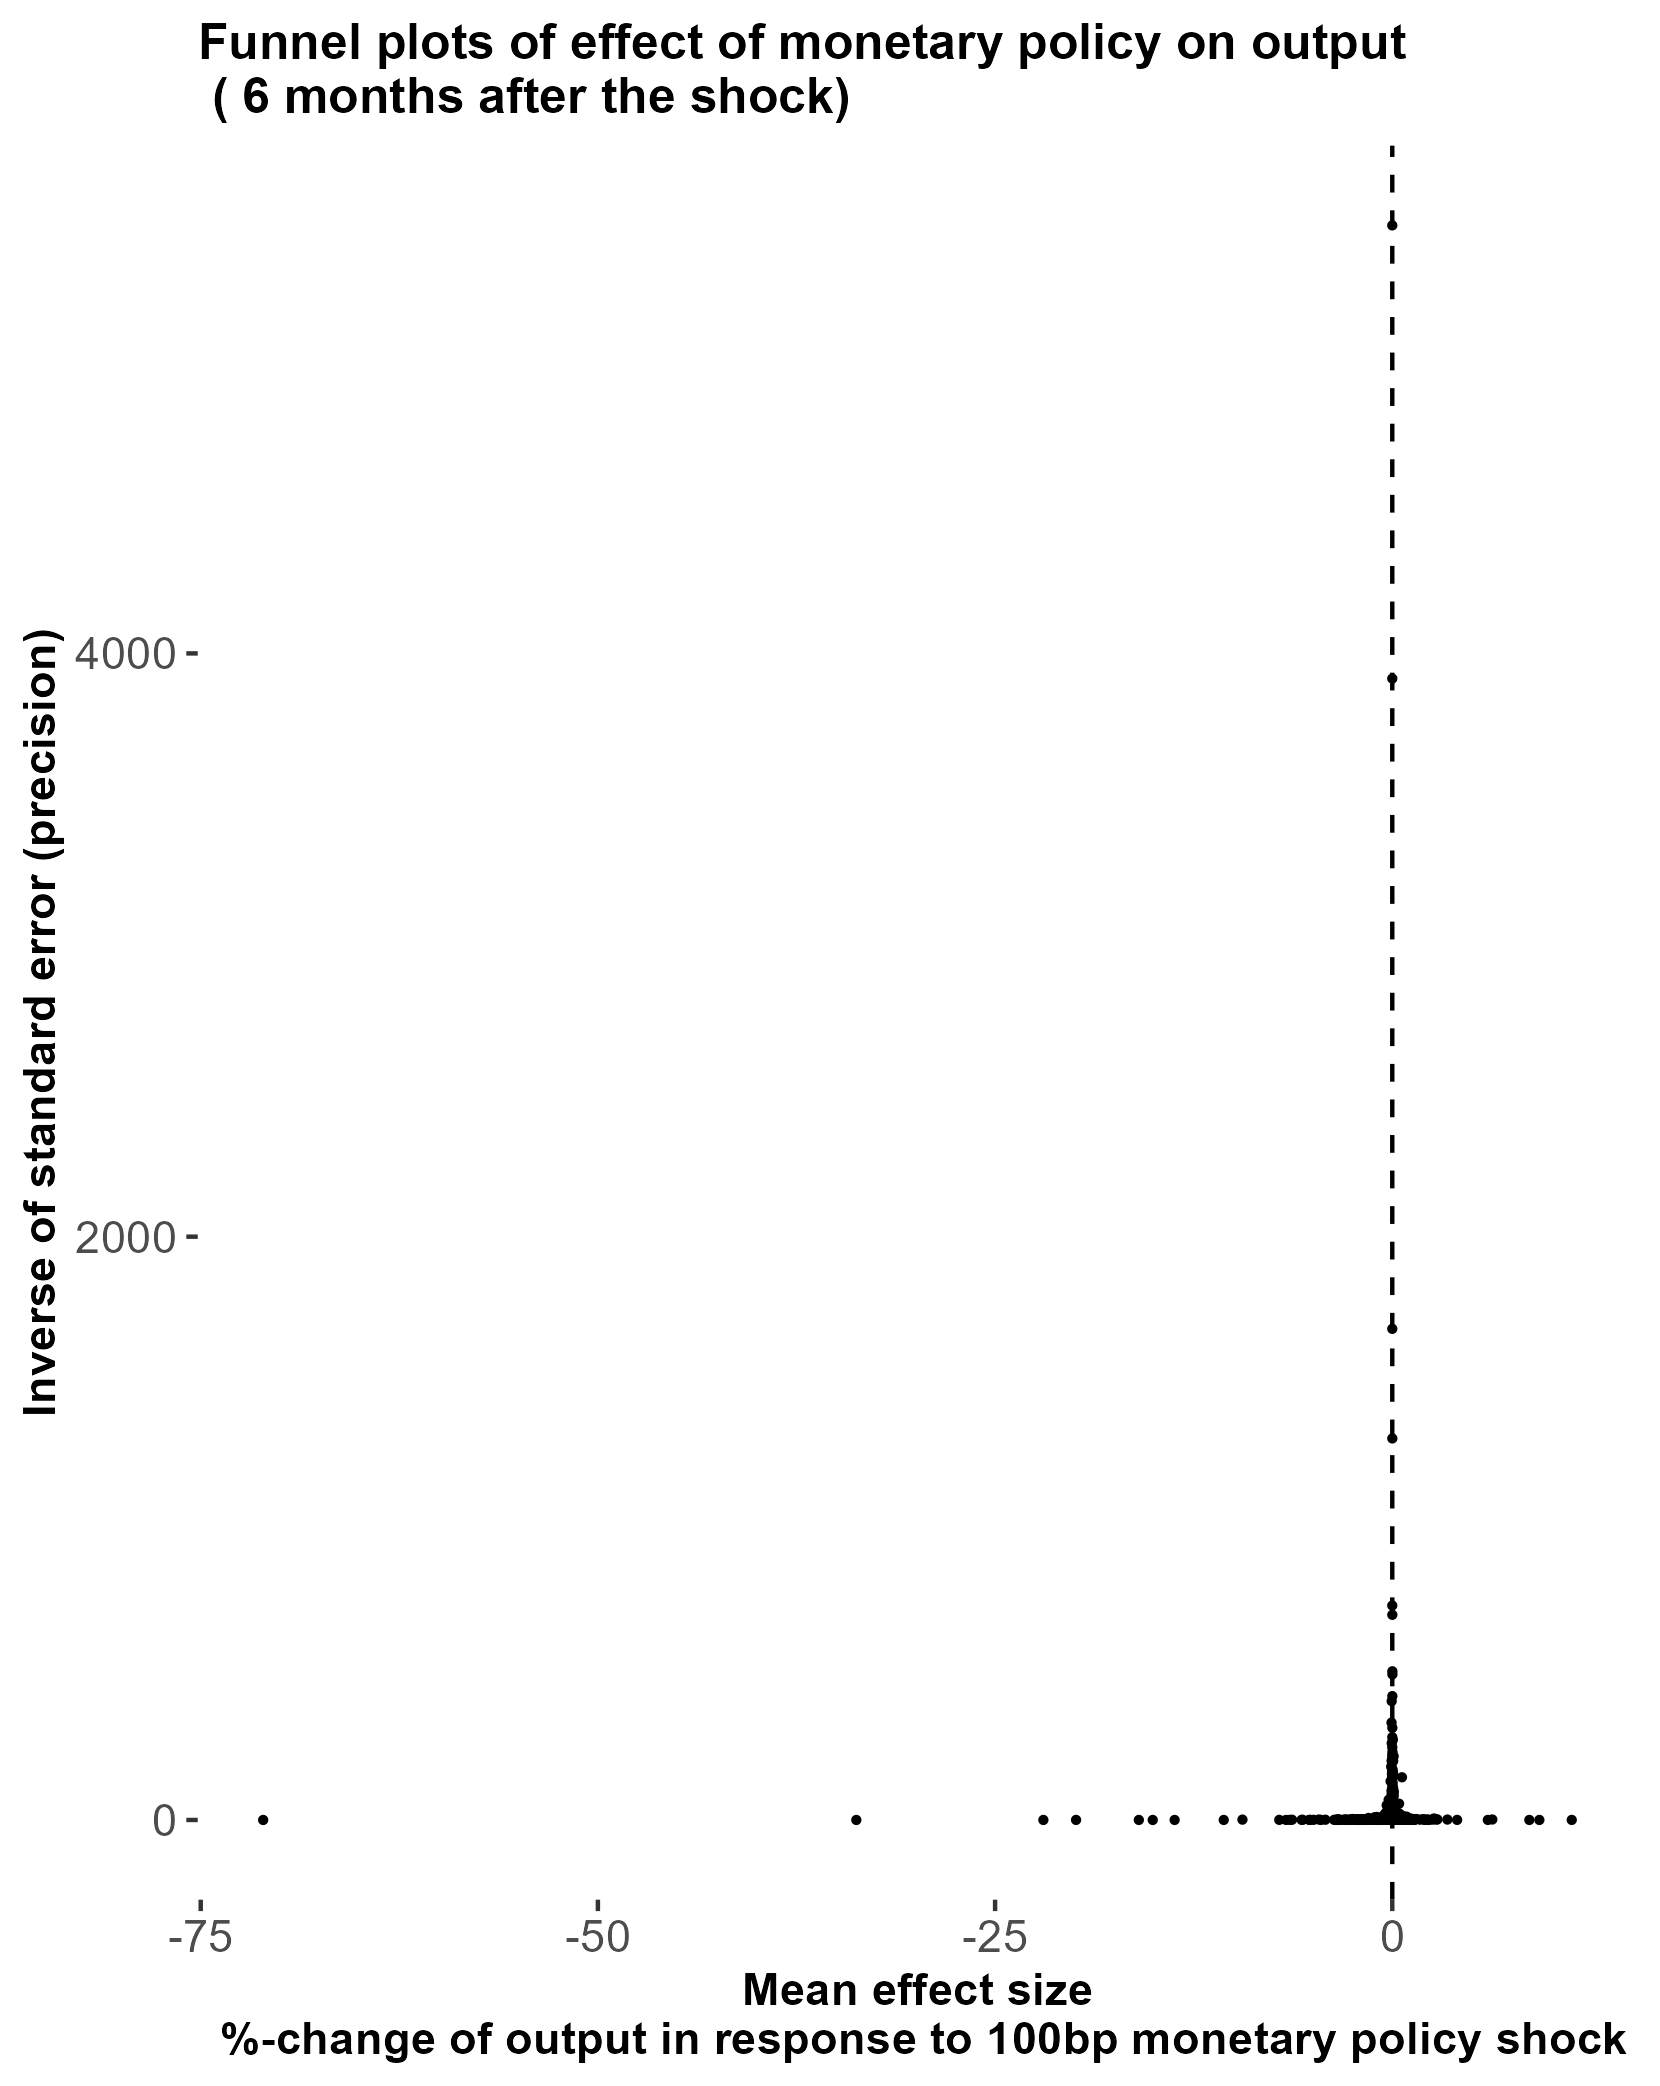 Funnel plots of effect of monetary policy on output
( 6 months after the shock)
Inverse of standard error (precision)
4000
2000
0
-75
-50
-25
0
Mean effect size
%-change of output in response to 100bp monetary policy shock